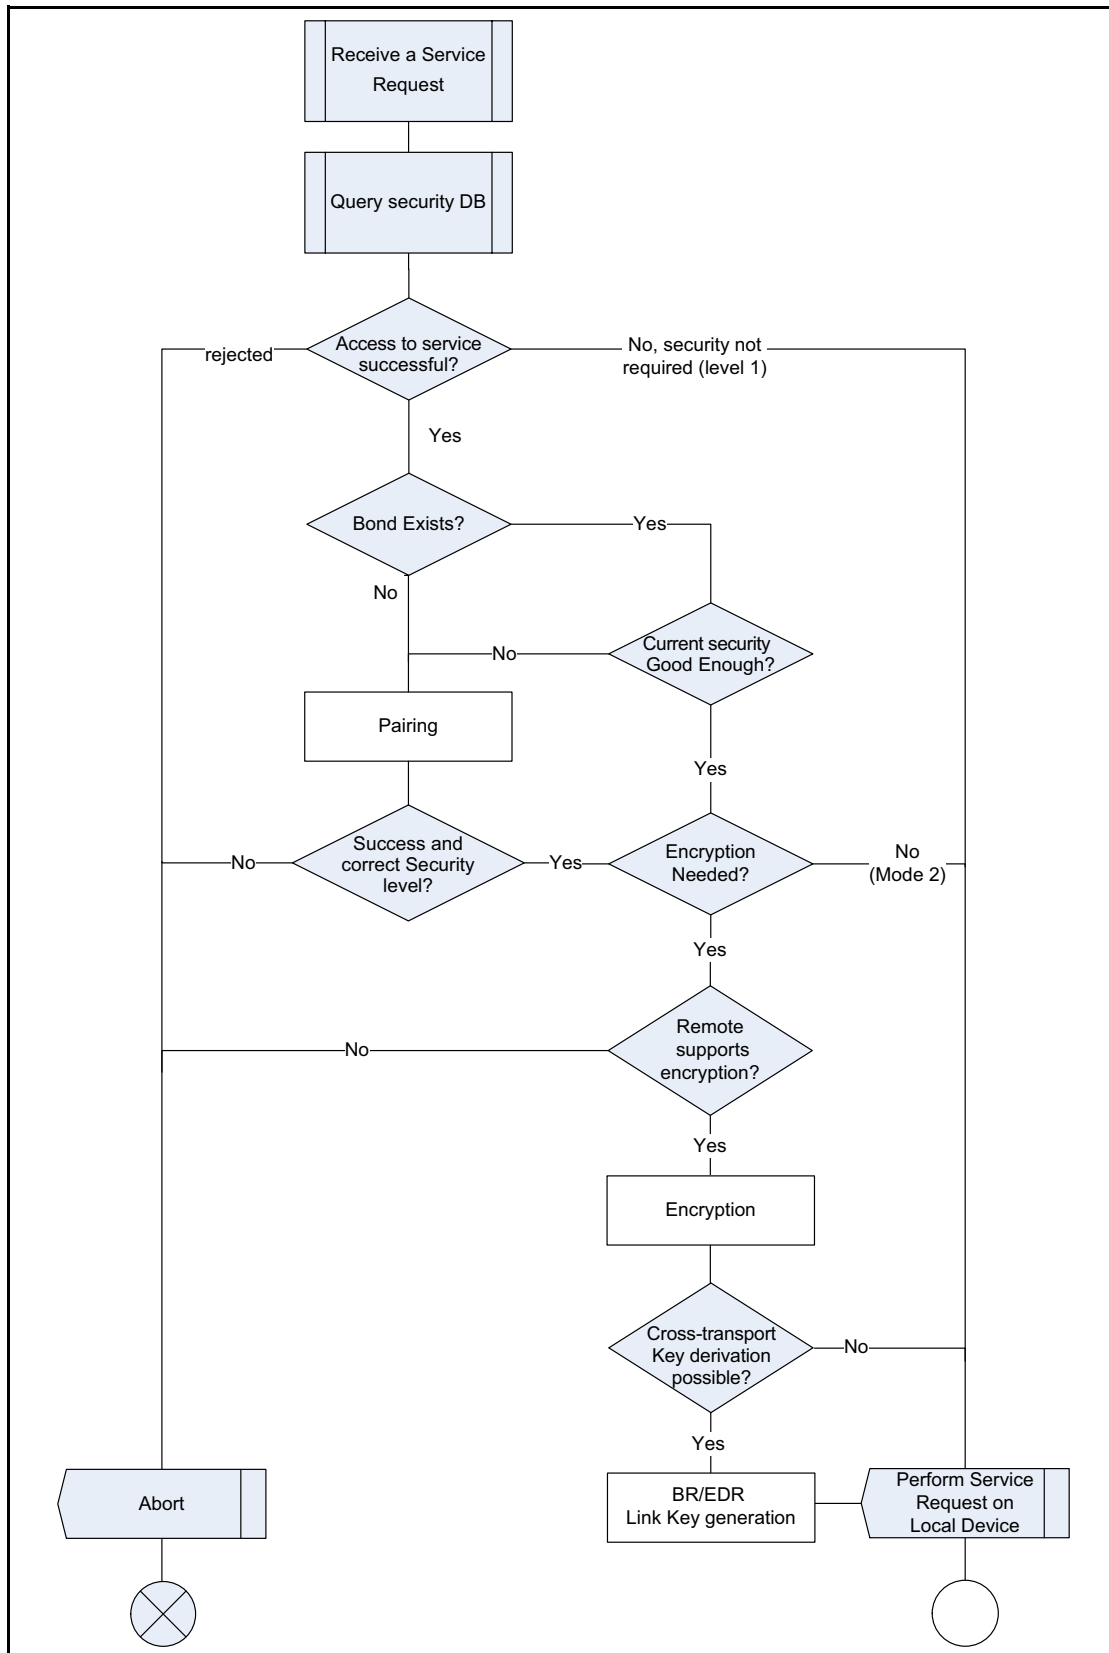 Receive a Service
Request
Query security DB
Access to service
successful?
rejected
No, security not
required (level 1)
Yes
Bond Exists?
Yes
No
Current security
Good Enough?
No
Pairing
Yes
Success and
correct Security
level?
No
Yes
Encryption
Needed?
No
(Mode 2)
Yes
Remote
supports
encryption?
No
Yes
Encryption
Cross-transport
Key derivation
possible?
No
Yes
Abort
BR/EDR
Link Key generation
Perform Service
Request on
Local Device